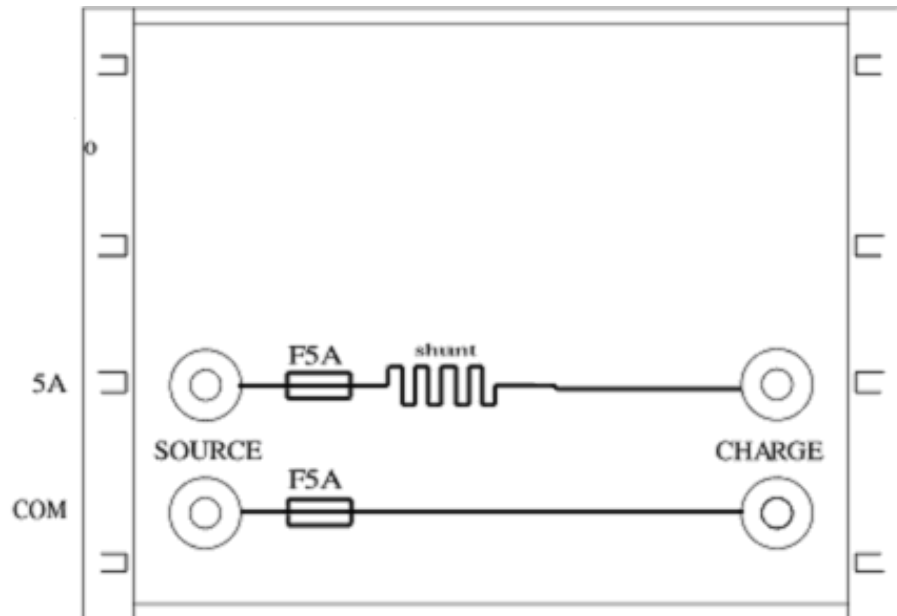 o
F5A
shunt
5A
SOURCE
CHARGE
F5A
COM